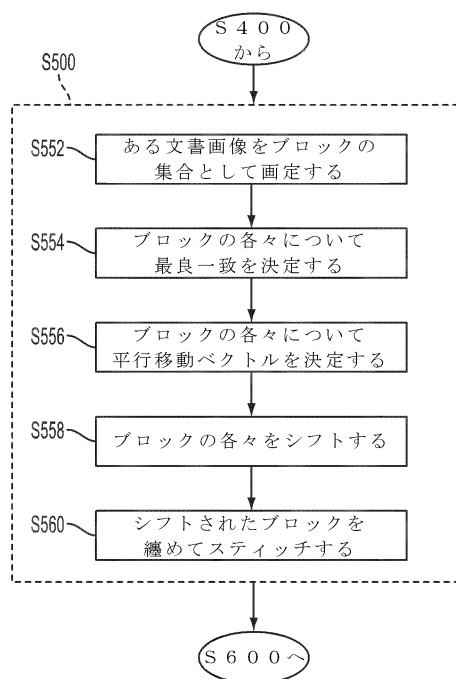 Ｓ４００
から
S500
S552
ある文書画像をブロックの
集合として画定する
S554
ブロックの各々について
最良一致を決定する
S556
ブロックの各々について
平行移動ベクトルを決定する
S558
ブロックの各々をシフトする
S560
シフトされたブロックを
纏めてスティッチする
Ｓ６００へ